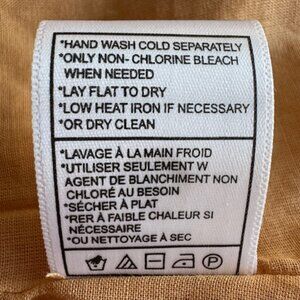 *HAND WASH COLD SEPARATELY
*ONLY NON- CHLORINE BLEACH
WHEN NEEDED
*LAY FLAT TO DRY
*LOW HEAT IRON IF NECESSARY
*OR DRY CLEAN
*LAVAGE À LA MAIN FROID
*UTILISER SEULEMENT W
AGENT DE BLANCHIMENT NON
CHLORÉ AU BESOIN
*SÉCHER À PLAT
*RER À FAIBLE CHALEUR SI
NÉCESSAIRE
*OU NETTOYAGE À SEC
P